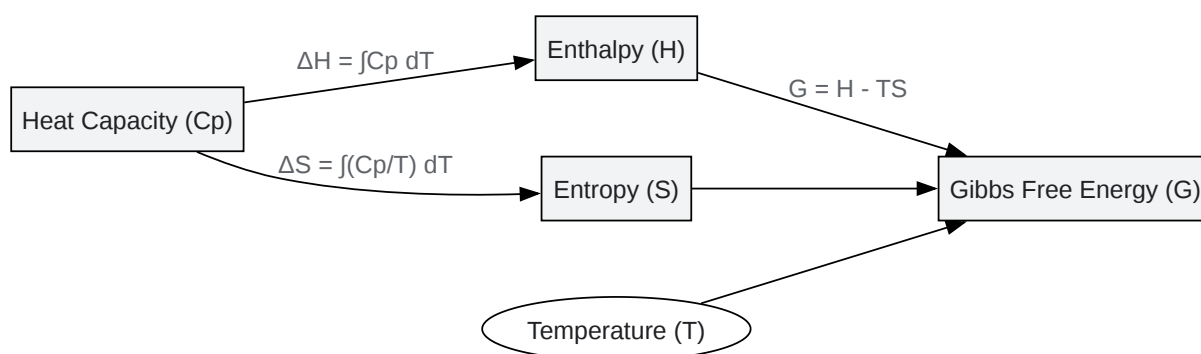 Enthalpy (H)
ΔH = ∫Cp dT
G = H - TS
Heat Capacity (Cp)
ΔS = ∫(Cp/T) dT
Entropy (S)
Gibbs Free Energy (G)
Temperature (T)